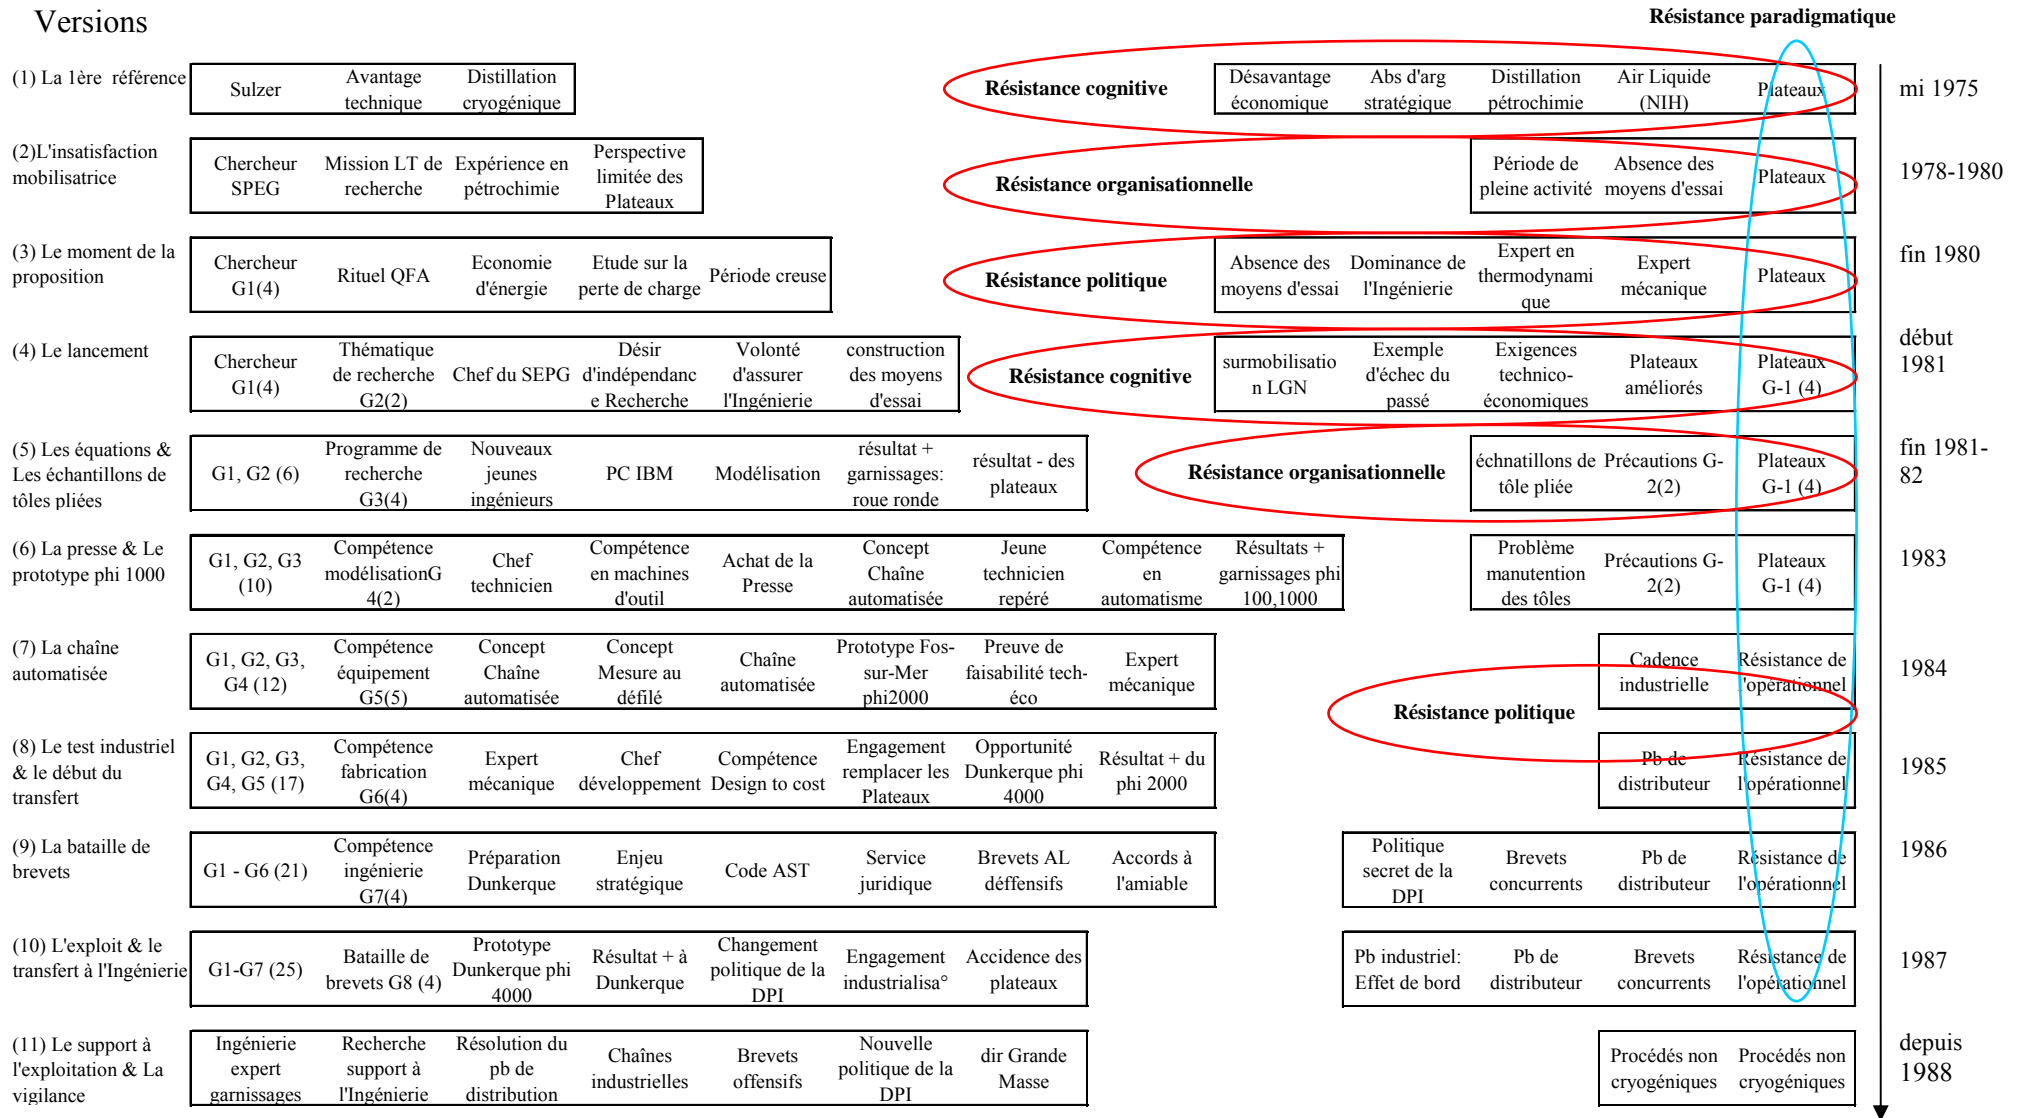 Versions
Résistance paradigmatique
(1) La 1ère référence
Sulzer
Avantage
technique
Distillation
cryogénique
Résistance cognitive
Désavantage
économique
Abs d'arg
stratégique
Distillation
pétrochimie
Air Liquide
(NIH)
Plateaux
mi 1975
(2)L'insatisfaction
mobilisatrice
Chercheur
SPEG
Mission LT de
recherche
Expérience en
pétrochimie
Perspective
limitée des
Plateaux
Résistance organisationnelle
Période de
pleine activité
Absence des
moyens d'essai
Plateaux
1978-1980
(3) Le moment de la
proposition
Chercheur
G1(4)
Rituel QFA
Economie
d'énergie
Etude sur la
perte de charge
Période creuse
Résistance politique
Absence des
moyens d'essai
Dominance de
l'Ingénierie
Expert en
thermodynami
que
Expert
mécanique
Plateaux
fin 1980
(4) Le lancement
Chercheur
G1(4)
Thématique
de recherche
G2(2)
Chef du SEPG
Désir
d'indépendanc
e Recherche
Volonté
d'assurer
l'Ingénierie
construction
des moyens
d'essai
Résistance cognitive
surmobilisatio
n LGN
Exemple
d'échec du
passé
Exigences
technico-
économiques
Plateaux
améliorés
Plateaux
G-1 (4)
début
1981
(5) Les équations &
Les échantillons de
tôles pliées
G1, G2 (6)
Programme de
recherche
G3(4)
Nouveaux
jeunes
ingénieurs
PC IBM
Modélisation
résultat +
garnissages:
roue ronde
résultat - des
plateaux
Résistance organisationnelle
échnatillons de
tôle pliée
Précautions G-
2(2)
Plateaux
G-1 (4)
fin 1981-
82
(6) La presse & Le
prototype phi 1000
G1, G2, G3
(10)
Compétence
modélisationG
4(2)
Chef
technicien
Compétence
en machines
d'outil
Achat de la
Presse
Concept
Chaîne
automatisée
Jeune
technicien
repéré
Compétence
en
automatisme
Résultats +
garnissages phi
100,1000
Problème
manutention
des tôles
Précautions G-
2(2)
Plateaux
G-1 (4)
1983
(7) La chaîne
automatisée
G1, G2, G3,
G4 (12)
Compétence
équipement
G5(5)
Concept
Chaîne
automatisée
Concept
Mesure au
défilé
Chaîne
automatisée
Prototype Fos-
sur-Mer
phi2000
Preuve de
faisabilité tech-
éco
Expert
mécanique
Cadence
industrielle
Résistance de
l'opérationnel
1984
Résistance politique
(8) Le test industriel
& le début du
transfert
G1, G2, G3,
G4, G5 (17)
Compétence
fabrication
G6(4)
Expert
mécanique
Chef
développement
Compétence
Design to cost
Engagement
remplacer les
Plateaux
Opportunité
Dunkerque phi
4000
Résultat + du
phi 2000
Pb de
distributeur
Résistance de
l'opérationnel
1985
(9) La bataille de
brevets
G1 - G6 (21)
Compétence
ingénierie
G7(4)
Préparation
Dunkerque
Enjeu
stratégique
Code AST
Service
juridique
Brevets AL
déffensifs
Accords à
l'amiable
Politique
secret de la
DPI
Brevets
concurrents
Pb de
distributeur
Résistance de
l'opérationnel
1986
(10) L'exploit & le
transfert à l'Ingénierie
G1-G7 (25)
Bataille de
brevets G8 (4)
Prototype
Dunkerque phi
4000
Résultat + à
Dunkerque
Changement
politique de la
DPI
Engagement
industrialisa°
Accidence des
plateaux
Pb industriel:
Effet de bord
Pb de
distributeur
Brevets
concurrents
Résistance de
l'opérationnel
1987
(11) Le support à
l'exploitation & La
vigilance
Ingénierie
expert
garnissages
Recherche
support à
l'Ingénierie
Résolution du
pb de
distribution
Chaînes
industrielles
Brevets
offensifs
Nouvelle
politique de la
DPI
dir Grande
Masse
Procédés non
cryogéniques
Procédés non
cryogéniques
depuis
1988